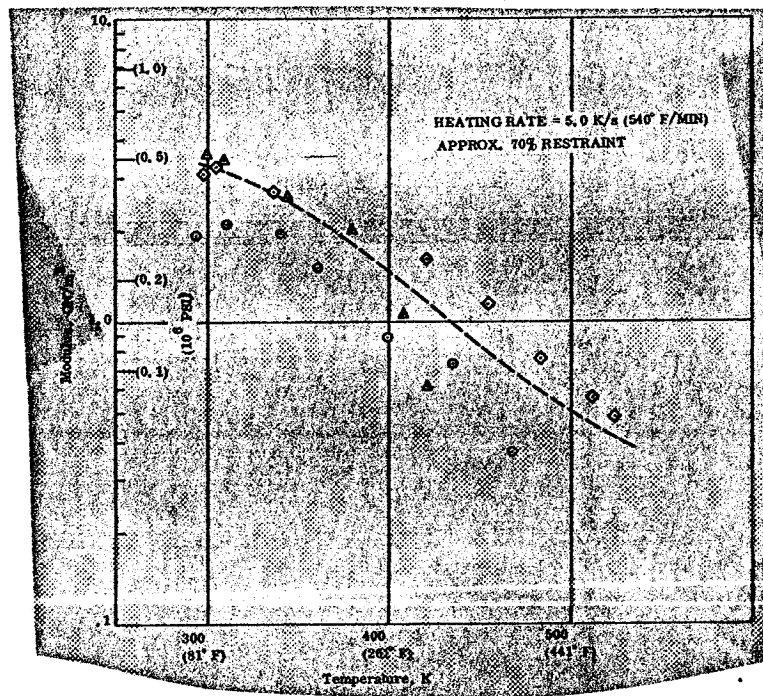 10.
(1.0)
HEATING RATE = 5.0 K/s (540° F/MIN)
APPROX. 70% RESTRAINT
(0.5)
(0.2)
Modulus,
(10⁶ PSI)
(0.1)
.1
300
(81° F)
400
(261° F)
500
(441° F)
Temperature, K